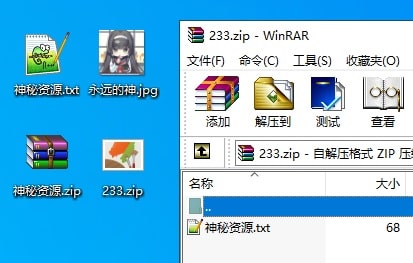 233.zip - WinRAR
文件(F) 命令(C) 工具(S) 收藏夹(O)
添加 解压到 测试 查看
神秘资源.txt 永远的神.jpg
神秘资源.zip 233.zip
233.zip - 自解压格式 ZIP 压
名称 大小
..
神秘资源.txt 68